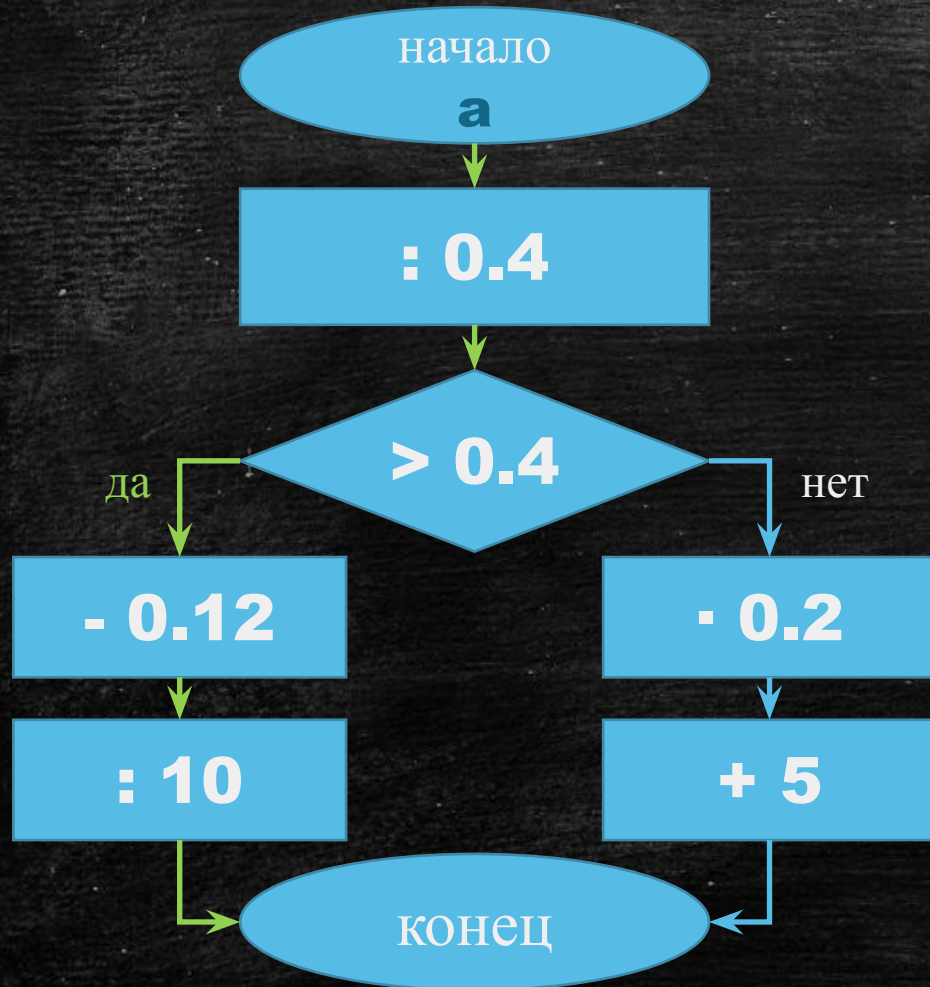 начало
a
: 0.4
> 0.4
да
нет
- 0.12
· 0.2
: 10
+ 5
конец